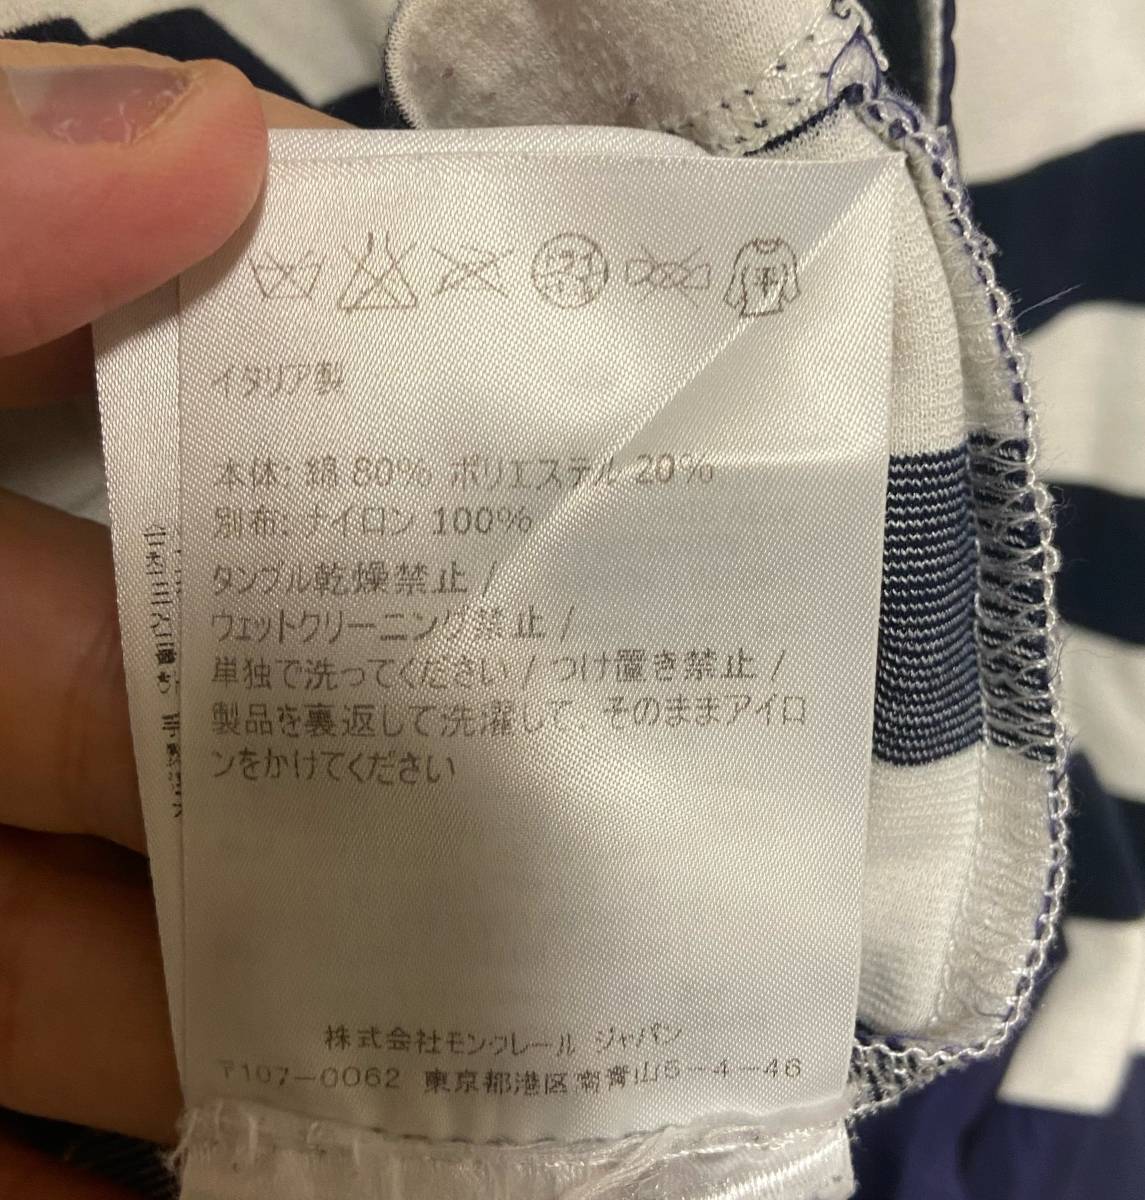 イタリア製
本体: 綿 80% ポリエステル 20%
別布: ナイロン 100%
タンブル乾燥禁止 /
ウェットクリーニング禁止 /
単独で洗ってください / つけ置き禁止 /
製品を裏返して洗濯して、そのままアイロ
ンをかけてください
株式会社モンクレール ジャパン
〒107-0062 東京都港区南青山5-4-46